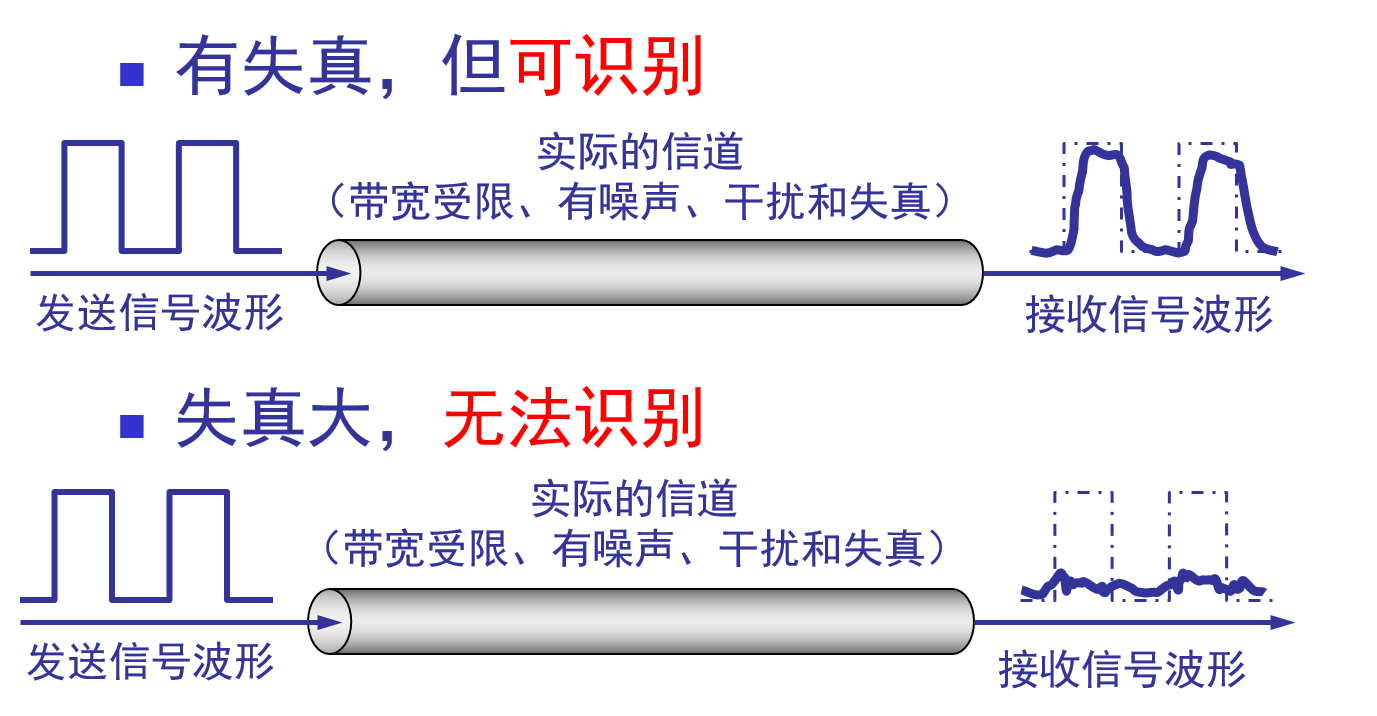 有失真，但可识别
实际的信道
（带宽受限、有噪声、干扰和失真）
发送信号波形
接收信号波形
失真大，无法识别
实际的信道
（带宽受限、有噪声、干扰和失真）
发送信号波形
接收信号波形